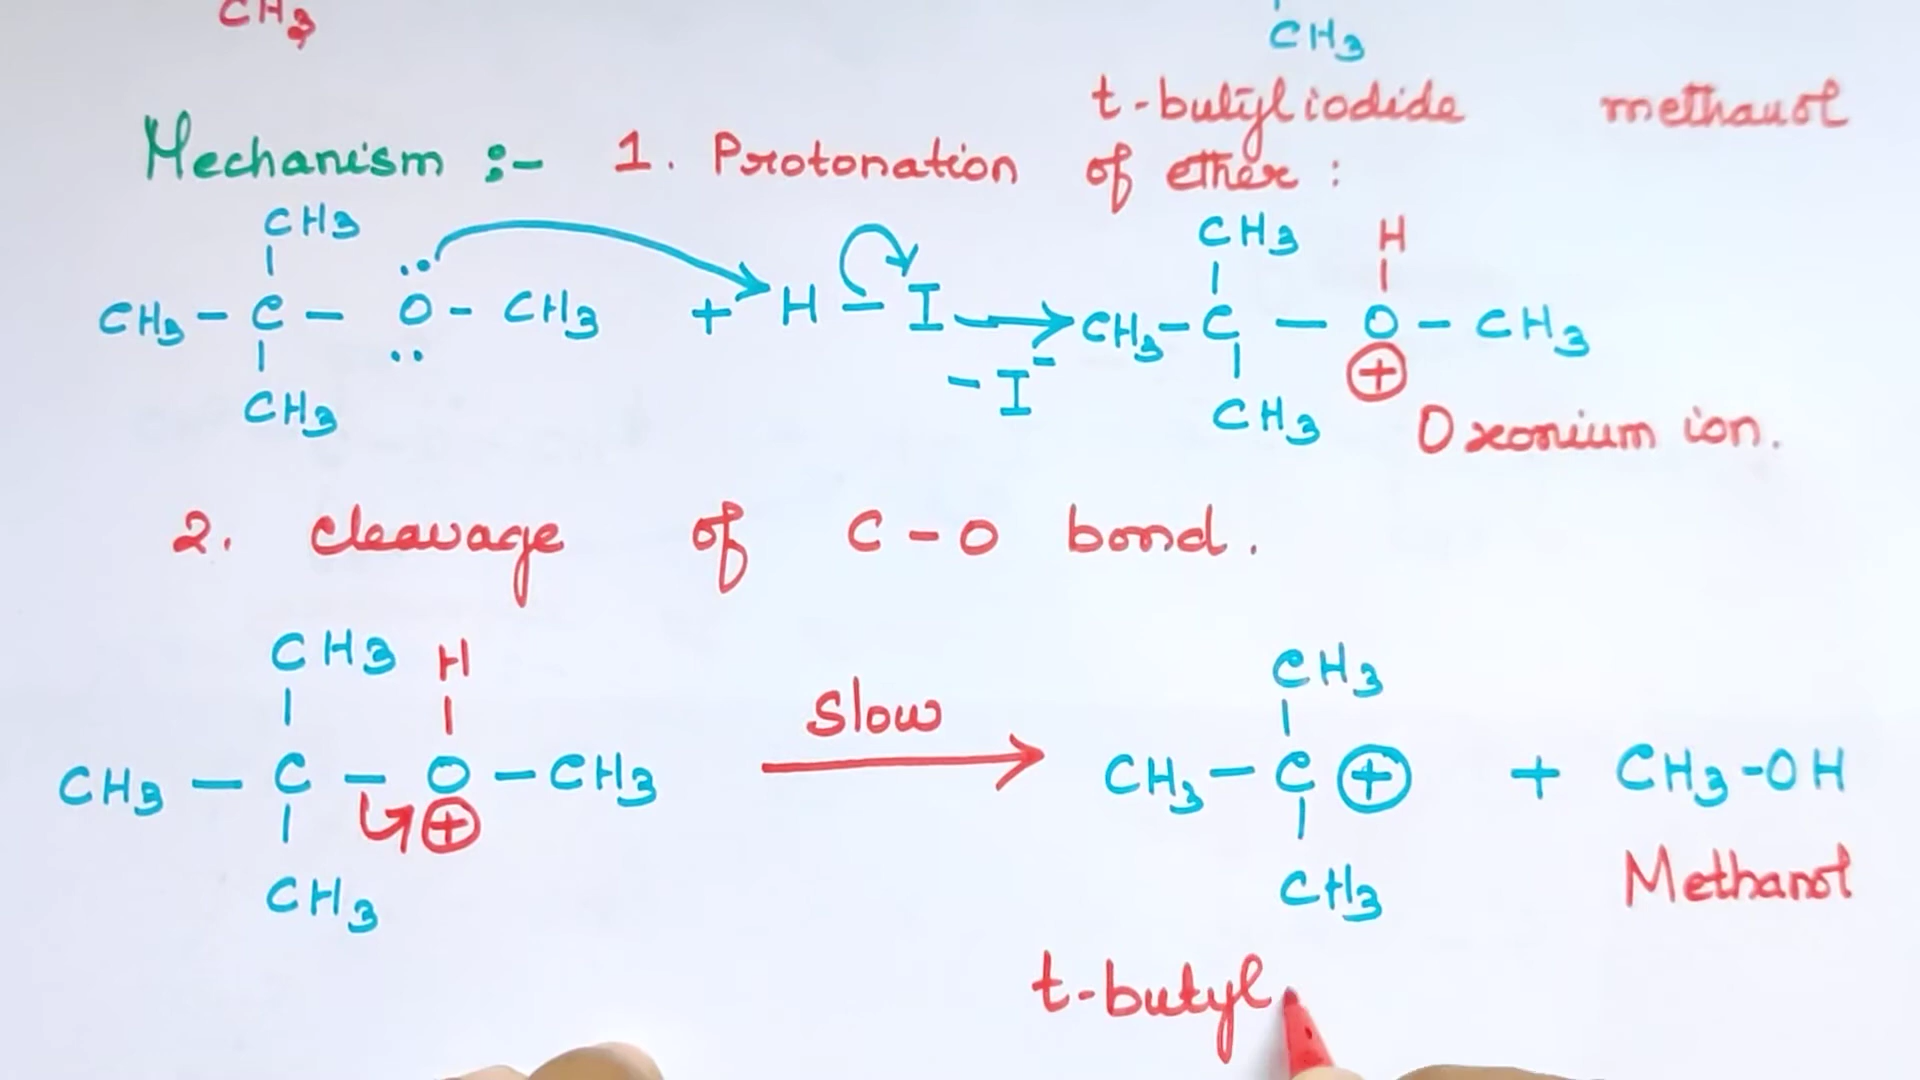 CH3 CH3
t-butyl iodide methanol
Mechanism :- 1. Protonation of ether :
CH3 CH3 H
CH3 - C - O - CH3 + H - I → CH3 - C - O - CH3
- I⁻ ⊕
CH3 CH3 Oxonium ion.
2. cleavage of C - O bond.
CH3 H slow CH3
CH3 - C - O - CH3 → CH3 - C ⊕ + CH3 - OH
⊕
CH3 CH3 Methanol
t-butyl